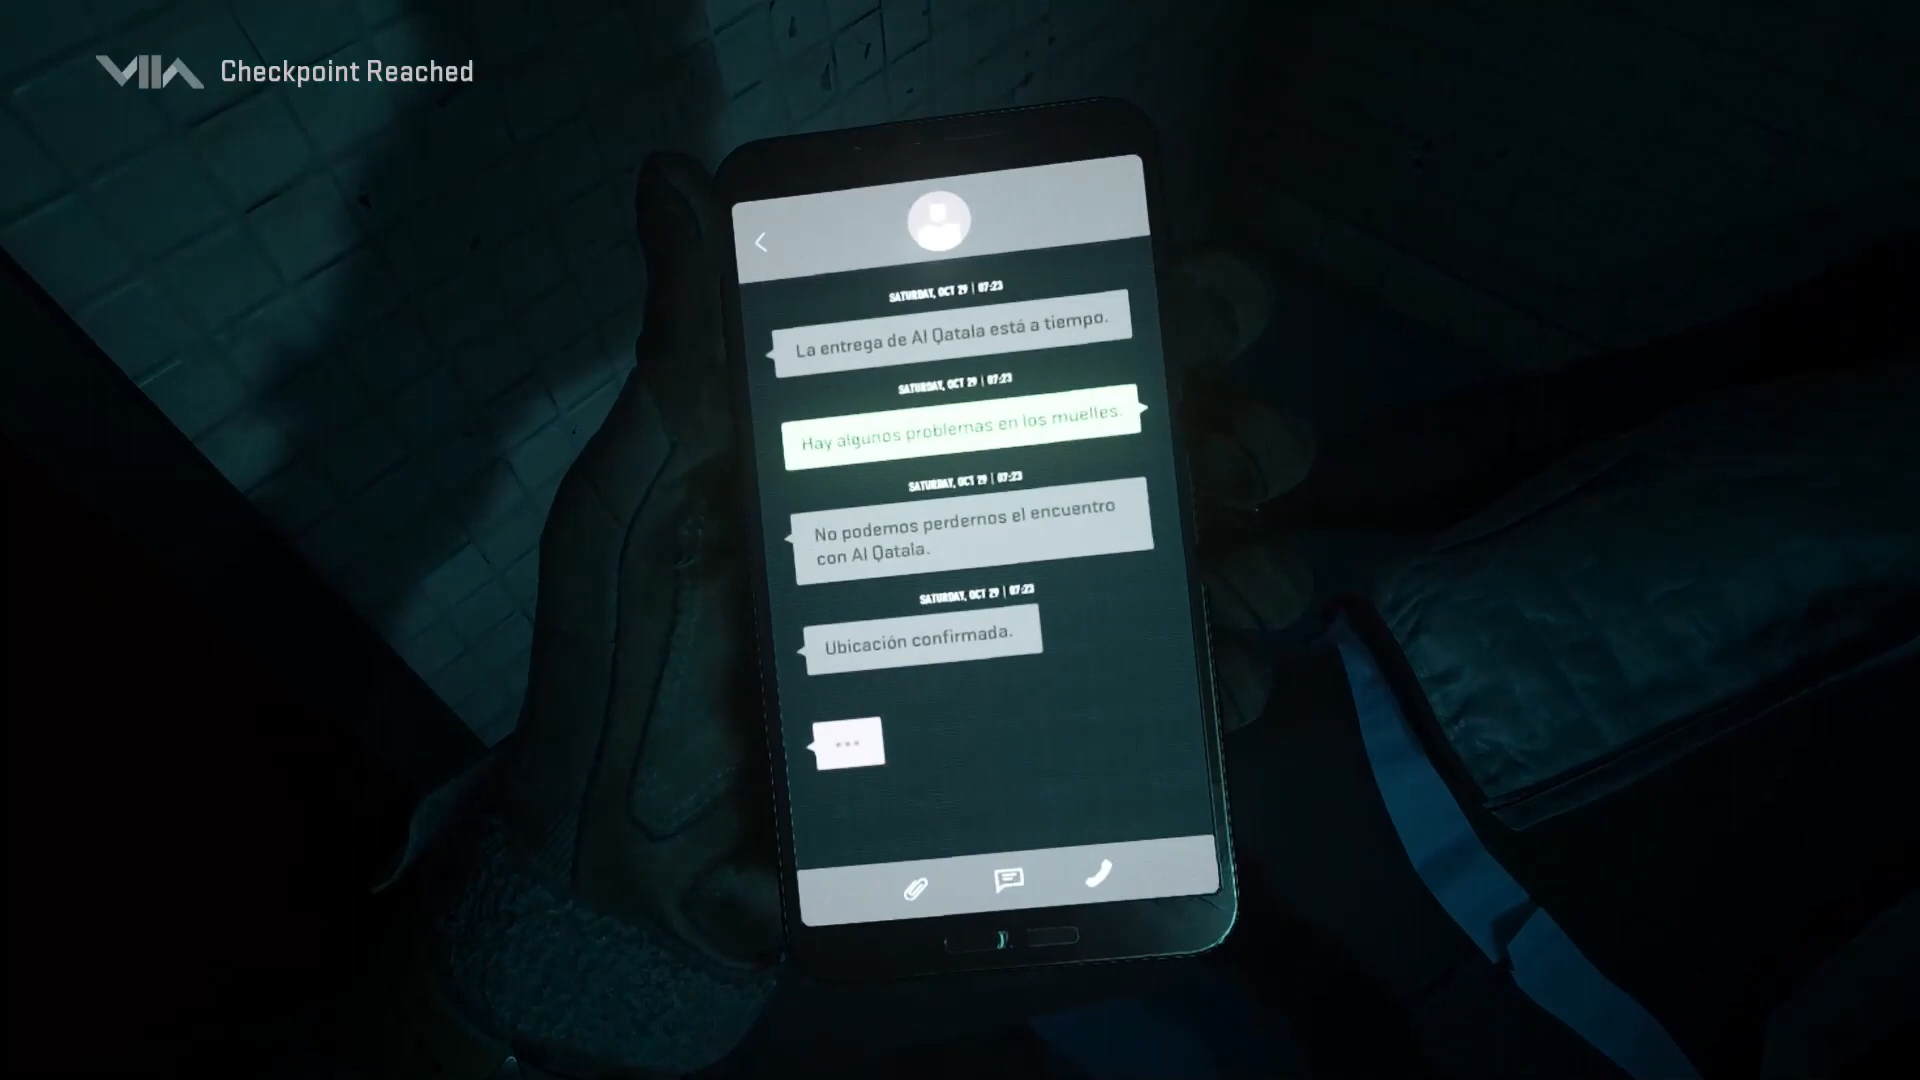 VIIA Checkpoint Reached
SATURDAY, OCT 29 | 07:23
La entrega de Al Qatala está a tiempo.
SATURDAY, OCT 29 | 07:23
Hay algunos problemas en los muelles.
SATURDAY, OCT 29 | 07:23
No podemos perdernos el encuentro
con Al Qatala.
SATURDAY, OCT 29 | 07:23
Ubicación confirmada.
...